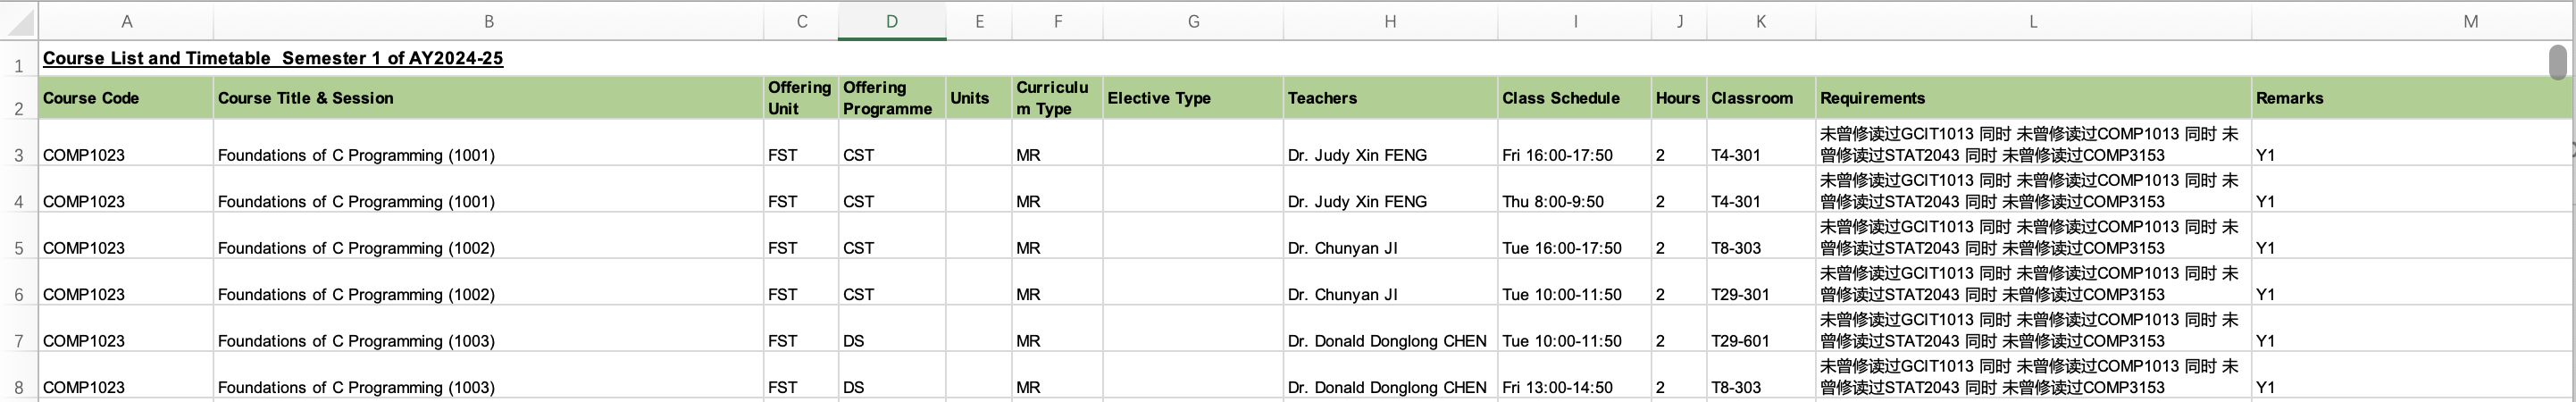 A B C D E F G H I J K L M
1 Course List and Timetable  Semester 1 of AY2024-25
2 Course Code Course Title & Session Offering Unit Offering Programme Units Curriculum Type Elective Type Teachers Class Schedule Hours Classroom Requirements Remarks
3 COMP1023 Foundations of C Programming (1001) FST CST MR Dr. Judy Xin FENG Fri 16:00-17:50 2 T4-301 未曾修读过GCIT1013 同时 未曾修读过COMP1013 同时 未曾修读过STAT2043 同时 未曾修读过COMP3153 Y1
4 COMP1023 Foundations of C Programming (1001) FST CST MR Dr. Judy Xin FENG Thu 8:00-9:50 2 T4-301 未曾修读过GCIT1013 同时 未曾修读过COMP1013 同时 未曾修读过STAT2043 同时 未曾修读过COMP3153 Y1
5 COMP1023 Foundations of C Programming (1002) FST CST MR Dr. Chunyan JI Tue 16:00-17:50 2 T8-303 未曾修读过GCIT1013 同时 未曾修读过COMP1013 同时 未曾修读过STAT2043 同时 未曾修读过COMP3153 Y1
6 COMP1023 Foundations of C Programming (1002) FST CST MR Dr. Chunyan JI Tue 10:00-11:50 2 T29-301 未曾修读过GCIT1013 同时 未曾修读过COMP1013 同时 未曾修读过STAT2043 同时 未曾修读过COMP3153 Y1
7 COMP1023 Foundations of C Programming (1003) FST DS MR Dr. Donald Donglong CHEN Tue 10:00-11:50 2 T29-601 未曾修读过GCIT1013 同时 未曾修读过COMP1013 同时 未曾修读过STAT2043 同时 未曾修读过COMP3153 Y1
8 COMP1023 Foundations of C Programming (1003) FST DS MR Dr. Donald Donglong CHEN Fri 13:00-14:50 2 T8-303 未曾修读过GCIT1013 同时 未曾修读过COMP1013 同时 未曾修读过STAT2043 同时 未曾修读过COMP3153 Y1